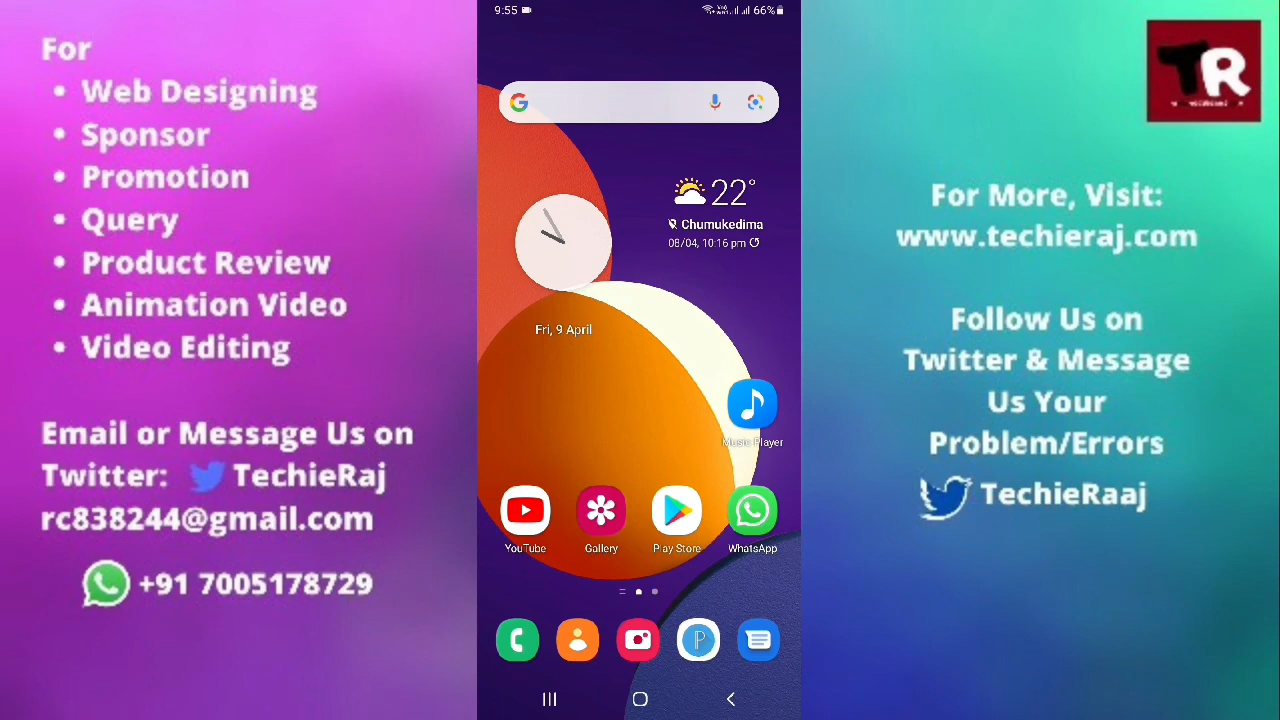 For
• Web Designing
• Sponsor
• Promotion
• Query
• Product Review
• Animation Video
• Video Editing
Email or Message Us on
Twitter: TechieRaj
rc838244@gmail.com
+91 7005178729
9:55
66%
G
22°
Chumukedima
08/04, 10:16 pm
Fri, 9 April
Music Player
YouTube
Gallery
Play Store
WhatsApp
P
TR
For More, Visit:
www.techieraj.com
Follow Us on
Twitter & Message
Us Your
Problem/Errors
TechieRaaj